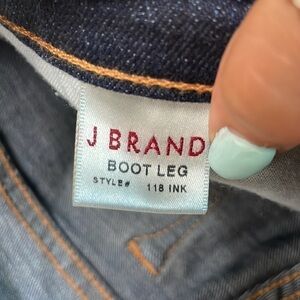 J BRAND
BOOT LEG
STYLE# 118 INK